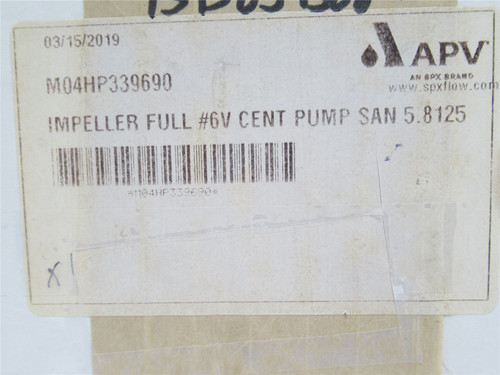 03/15/2019
APV
AN SPX BRAND
www.spxflow.com
M04HP339690
IMPELLER FULL #6V CENT PUMP SAN 5.8125
*M04HP339690*
X1